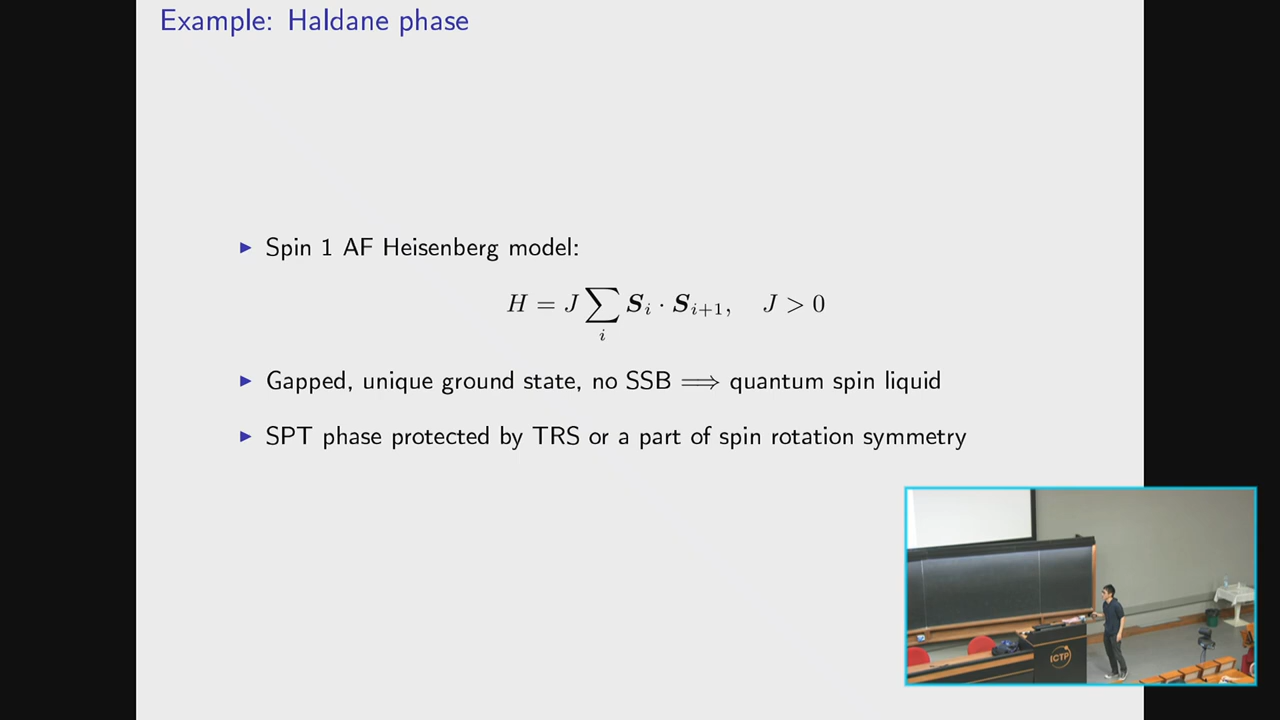 Example: Haldane phase
▶ Spin 1 AF Heisenberg model:
H = J ∑_i S_i · S_{i+1},  J > 0
▶ Gapped, unique ground state, no SSB ⟹ quantum spin liquid
▶ SPT phase protected by TRS or a part of spin rotation symmetry
ICTP